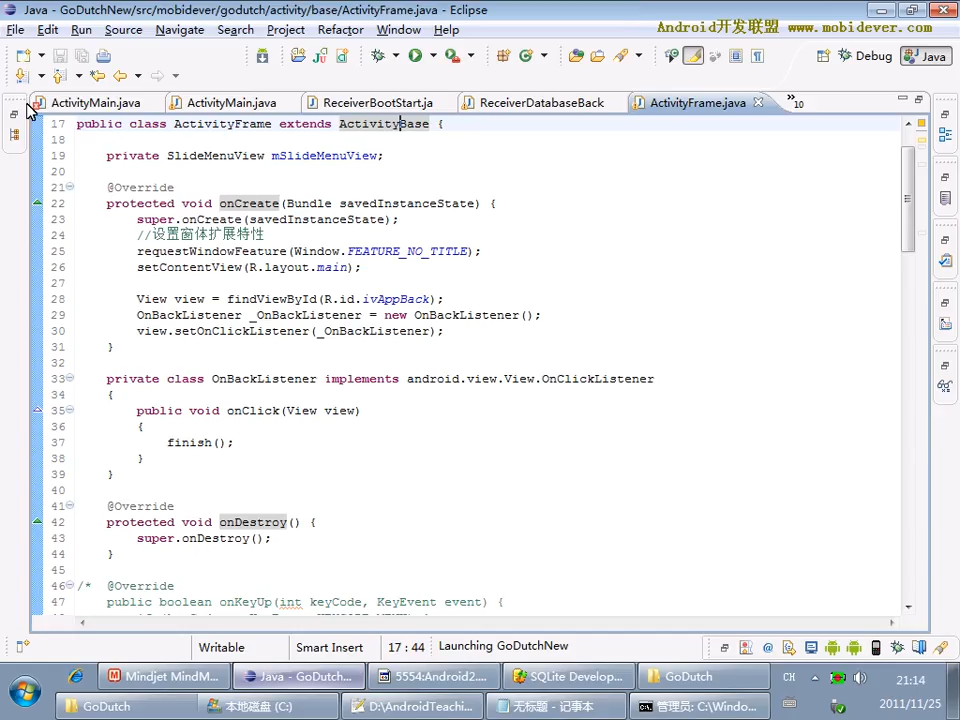 Java - GoDutchNew/src/mobidever/godutch/activity/base/ActivityFrame.java - Eclipse
File Edit Run Source Navigate Search Project Refactor Window Help
Android开发联盟 www.mobidever.com
Debug Java
ActivityMain.java ActivityMain.java ReceiverBootStart.ja ReceiverDatabaseBack ActivityFrame.java »10
17 public class ActivityFrame extends ActivityBase {
18
19 private SlideMenuView mSlideMenuView;
20
21 @Override
22 protected void onCreate(Bundle savedInstanceState) {
23 super.onCreate(savedInstanceState);
24 //设置窗体扩展特性
25 requestWindowFeature(Window.FEATURE_NO_TITLE);
26 setContentView(R.layout.main);
27
28 View view = findViewById(R.id.ivAppBack);
29 OnBackListener _OnBackListener = new OnBackListener();
30 view.setOnClickListener(_OnBackListener);
31 }
32
33 private class OnBackListener implements android.view.View.OnClickListener
34 {
35 public void onClick(View view)
36 {
37 finish();
38 }
39 }
40
41 @Override
42 protected void onDestroy() {
43 super.onDestroy();
44 }
45
46 /* @Override
47 public boolean onKeyUp(int keyCode, KeyEvent event) {
Writable Smart Insert 17 : 44 Launching GoDutchNew
Mindjet MindM... Java - GoDutch... 5554:Android2.... SQLite Develop... GoDutch CH 21:14
GoDutch 本地磁盘 (C:) D:\AndroidTeachi... 无标题 - 记事本 管理员: C:\Windo... 2011/11/25